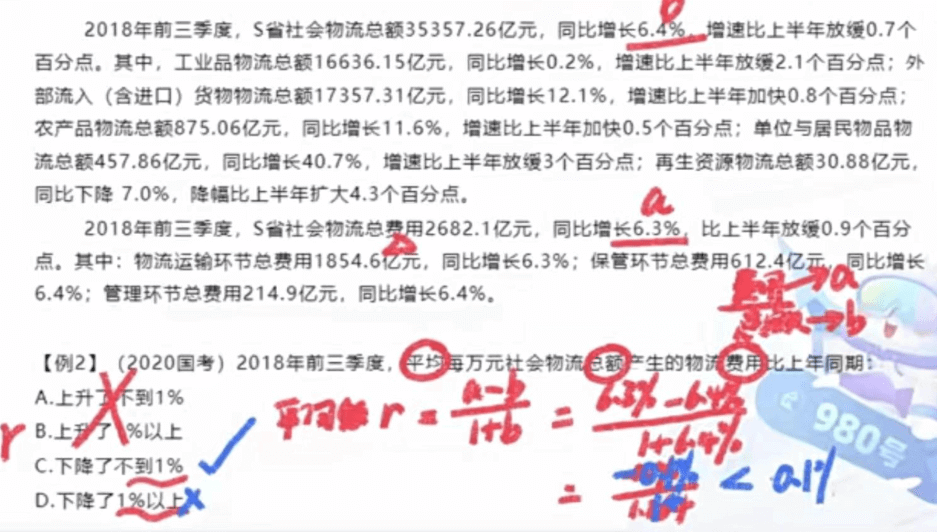 b
2018年前三季度，S省社会物流总额35357.26亿元，同比增长6.4%，增速比上半年放缓0.7个
百分点。其中，工业品物流总额16636.15亿元，同比增长0.2%，增速比上半年放缓2.1个百分点；外
部流入（含进口）货物物流总额17357.31亿元，同比增长12.1%，增速比上半年加快0.8个百分点；
农产品物流总额875.06亿元，同比增长11.6%，增速比上半年加快0.5个百分点；单位与居民物品物
流总额457.86亿元，同比增长40.7%，增速比上半年放缓3个百分点；再生资源物流总额30.88亿元，
同比下降 7.0%，降幅比上半年扩大4.3个百分点。
a
2018年前三季度，S省社会物流总费用2682.1亿元，同比增长6.3%，比上半年放缓0.9个百分
点。其中：物流运输环节总费用1854.6亿元，同比增长6.3%；保管环节总费用612.4亿元，同比增长
6.4%；管理环节总费用214.9亿元，同比增长6.4%。
→a
→b
【例2】（2020国考）2018年前三季度，平均每万元社会物流总额产生的物流费用比上年同期：
A.上升了不到1%
B.上升了1%以上
C.下降了不到1%
D.下降了1%以上
r
平均 r = a-b / 1+b = 6.3%-6.4% / 1+6.4%
= < 0.1%
980号